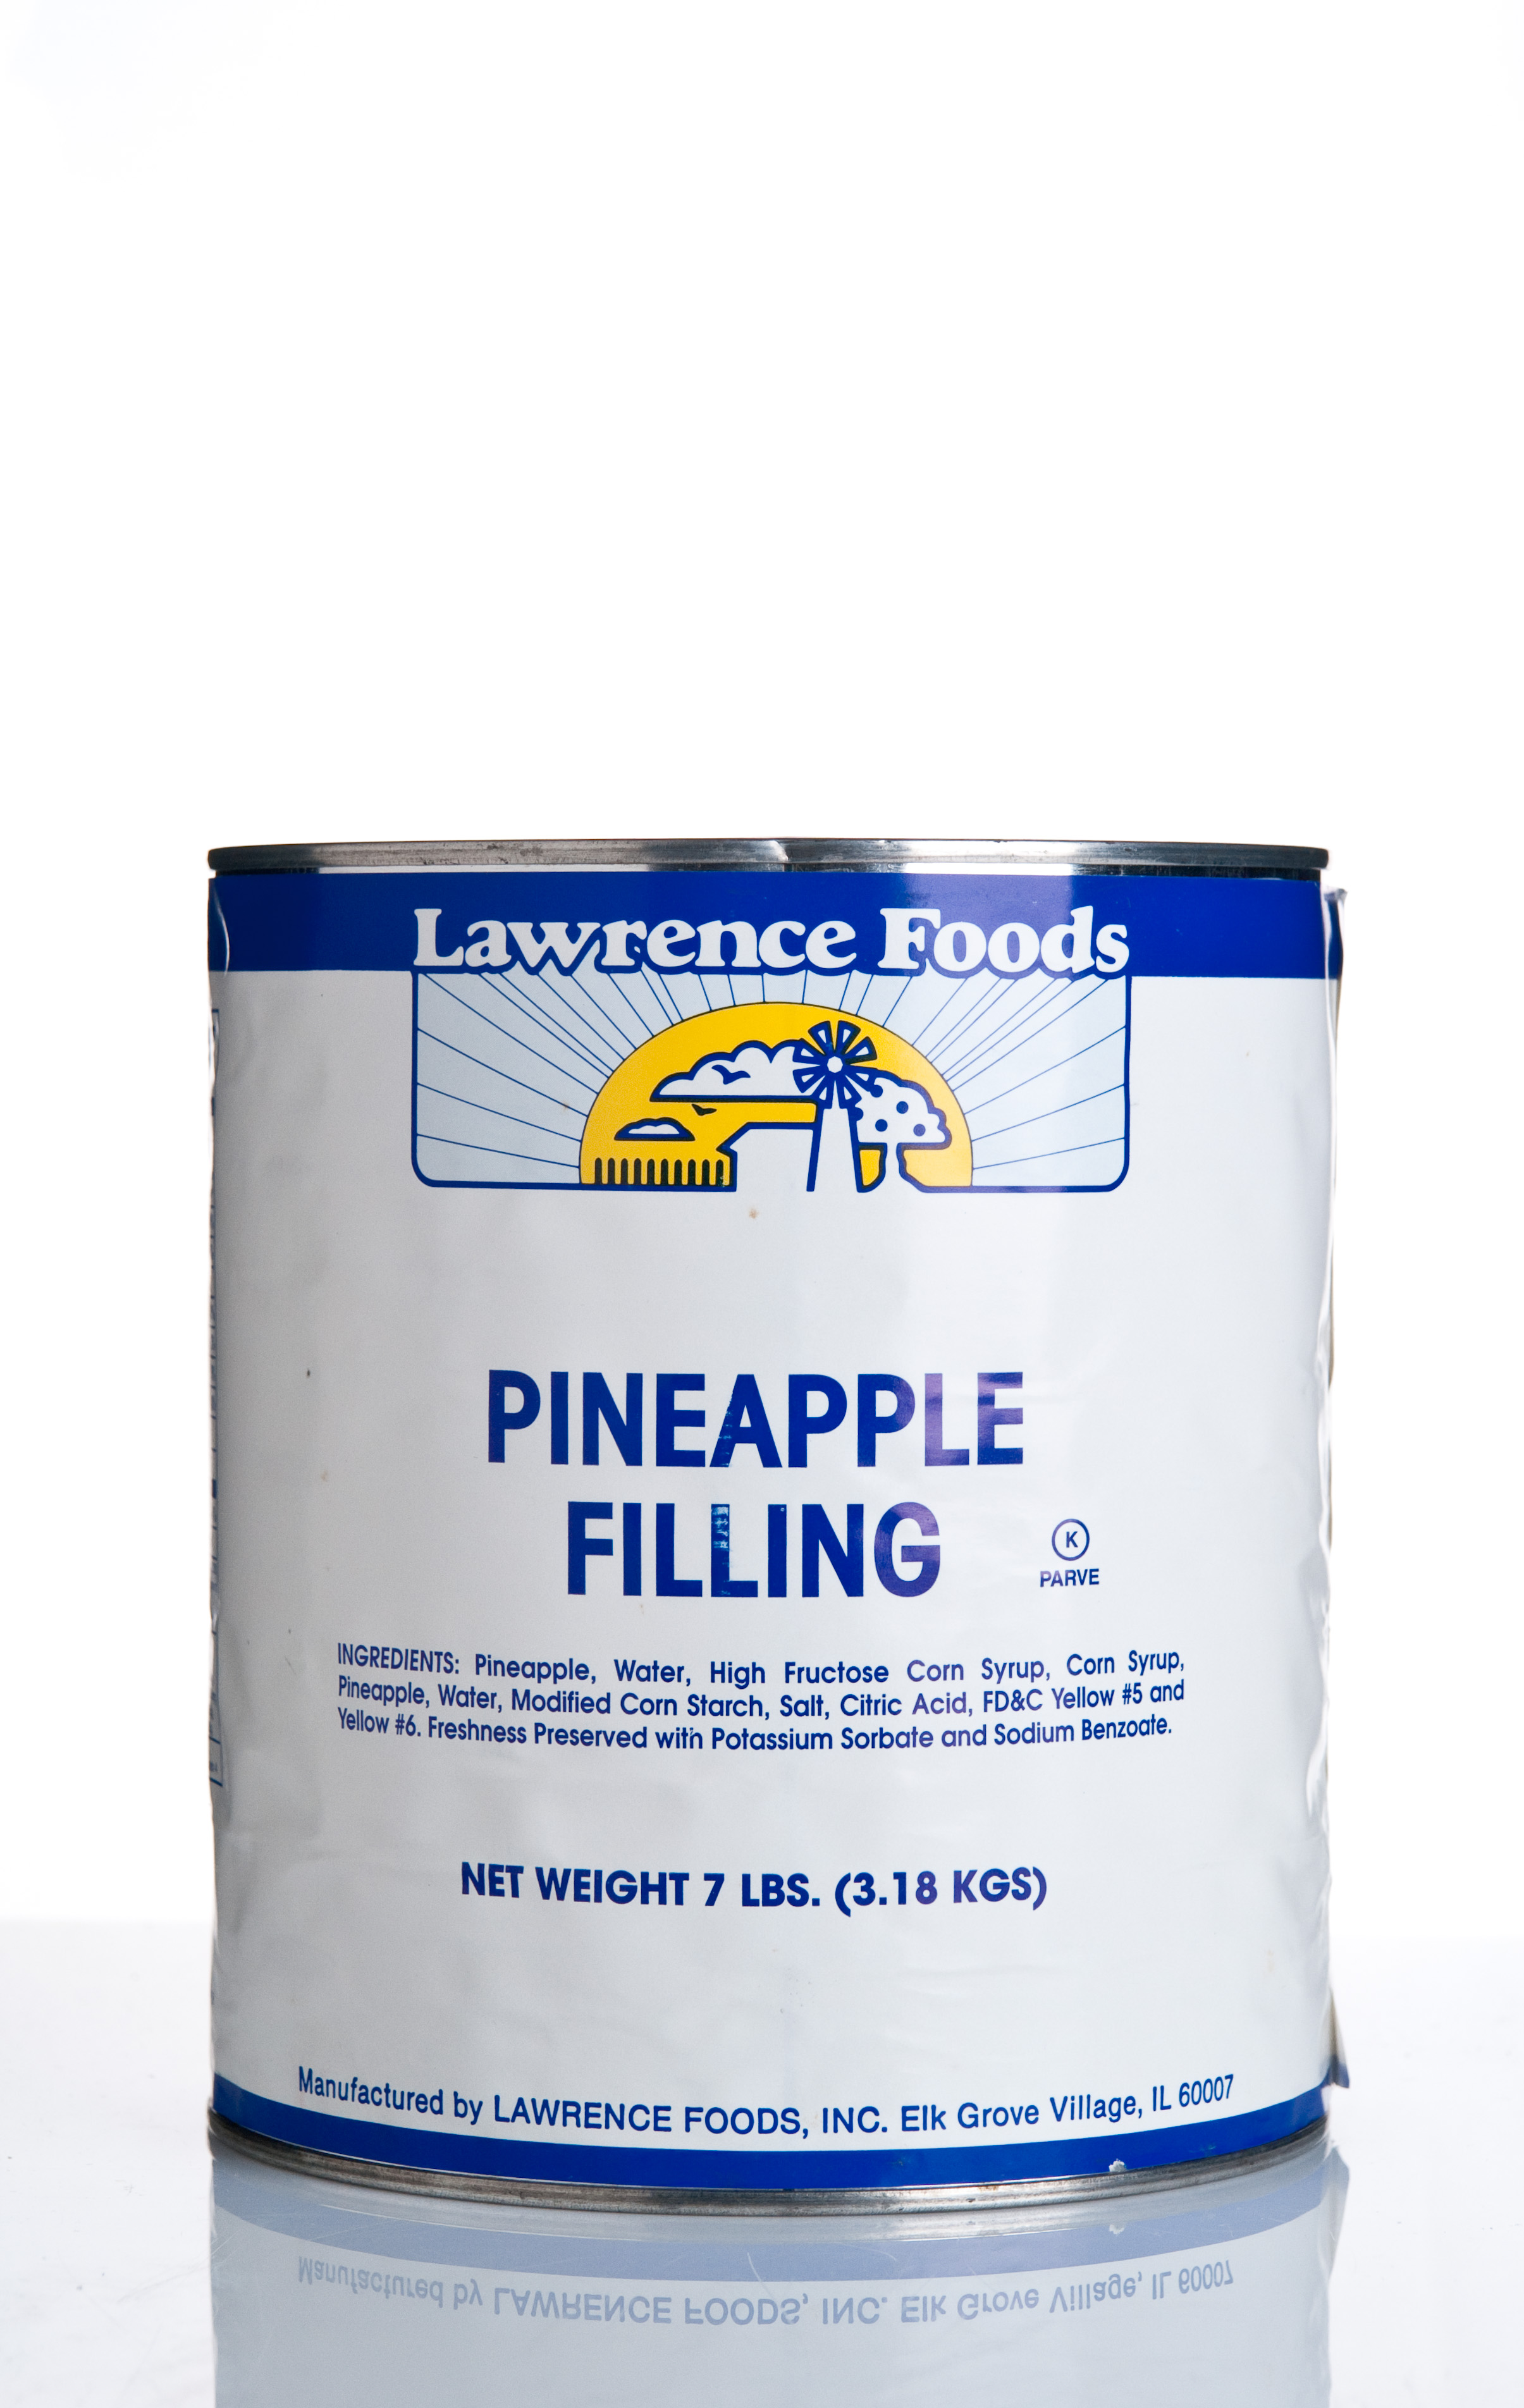 Lawrence Foods
PINEAPPLE
FILLING
K
PARVE
INGREDIENTS: Pineapple, Water, High Fructose Corn Syrup, Corn Syrup,
Pineapple, Water, Modified Corn Starch, Salt, Citric Acid, FD&C Yellow #5 and
Yellow #6. Freshness Preserved with Potassium Sorbate and Sodium Benzoate.
NET WEIGHT 7 LBS. (3.18 KGS)
Manufactured by LAWRENCE FOODS, INC. Elk Grove Village, IL 60007